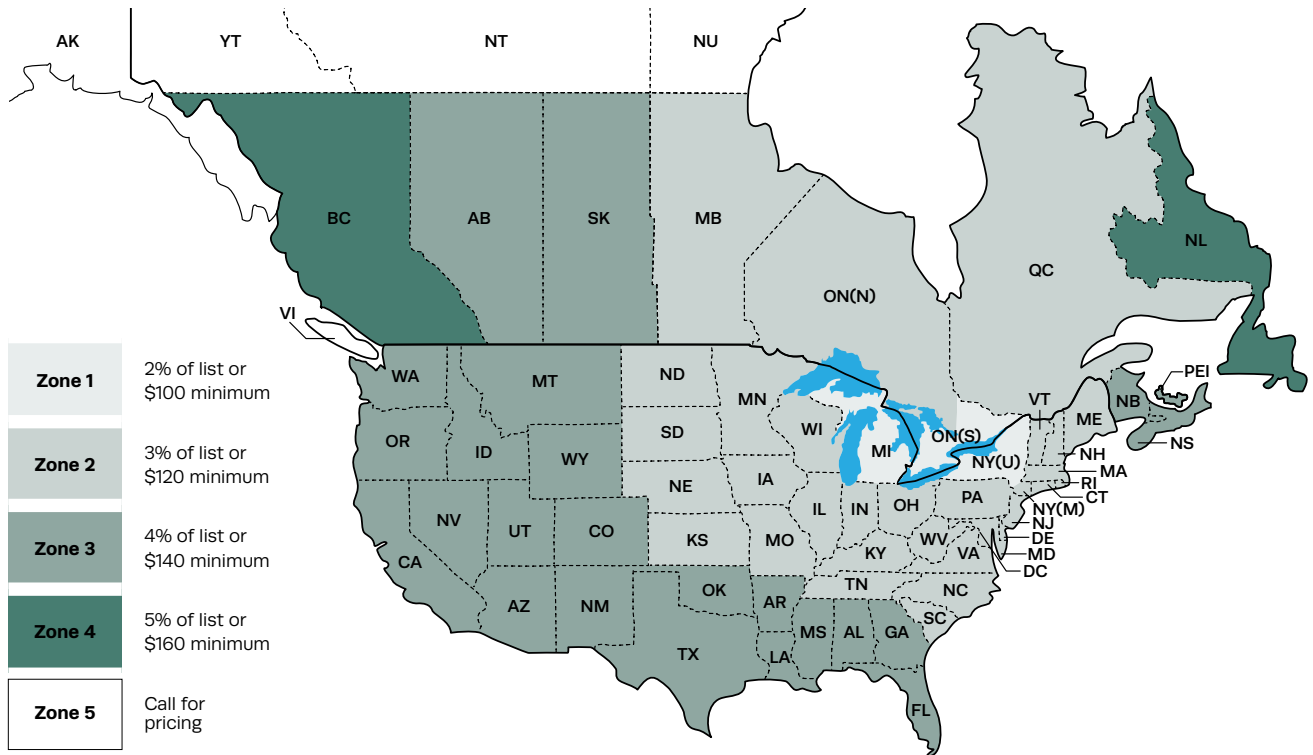 AK
YT
NT
NU
BC
AB
SK
MB
ON(N)
QC
NL
VI
Zone 1
2% of list or
$100 minimum
Zone 2
3% of list or
$120 minimum
Zone 3
4% of list or
$140 minimum
Zone 4
5% of list or
$160 minimum
Zone 5
Call for
pricing
WA
MT
ND
MN
OR
ID
WY
SD
WI
MI
ON(S)
NY(U)
VT
ME
NB
PEI
NS
NH
MA
RI
CT
NY(M)
NJ
DE
MD
DC
NV
UT
CO
NE
IA
IL
IN
OH
PA
CA
KS
MO
KY
WV
VA
AZ
NM
OK
AR
TN
NC
SC
TX
LA
MS
AL
GA
FL